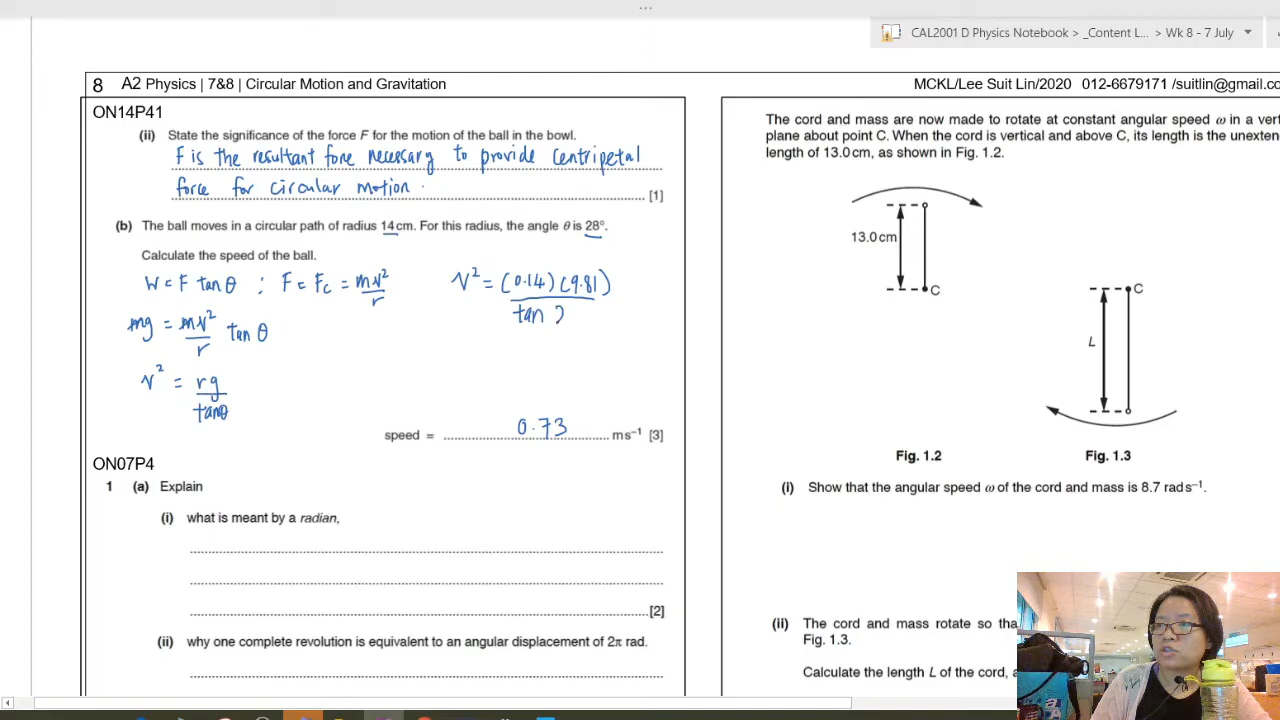 CAL2001 D Physics Notebook > _Content L... > Wk 8 - 7 July
8 A2 Physics | 7&8 | Circular Motion and Gravitation
MCKL/Lee Suit Lin/2020 012-6679171 /suitlin@gmail.co
ON14P41
(ii) State the significance of the force F for the motion of the ball in the bowl.
F is the resultant force necessary to provide centripetal
force for circular motion.
[1]
(b) The ball moves in a circular path of radius 14 cm. For this radius, the angle θ is 28°.
Calculate the speed of the ball.
W = F tan θ ; F = Fc = mv²/r
mg = mv²/r tan θ
v² = rg/tanθ
v² = (0.14)(9.81)/tan 2
speed = 0.73 ms⁻¹ [3]
ON07P4
1 (a) Explain
(i) what is meant by a radian,
[2]
(ii) why one complete revolution is equivalent to an angular displacement of 2π rad.
The cord and mass are now made to rotate at constant angular speed ω in a vert
plane about point C. When the cord is vertical and above C, its length is the unexten
length of 13.0 cm, as shown in Fig. 1.2.
13.0 cm
C
C
L
Fig. 1.2
Fig. 1.3
(i) Show that the angular speed ω of the cord and mass is 8.7 rad s⁻¹.
(ii) The cord and mass rotate so tha
Fig. 1.3.
Calculate the length L of the cord, a